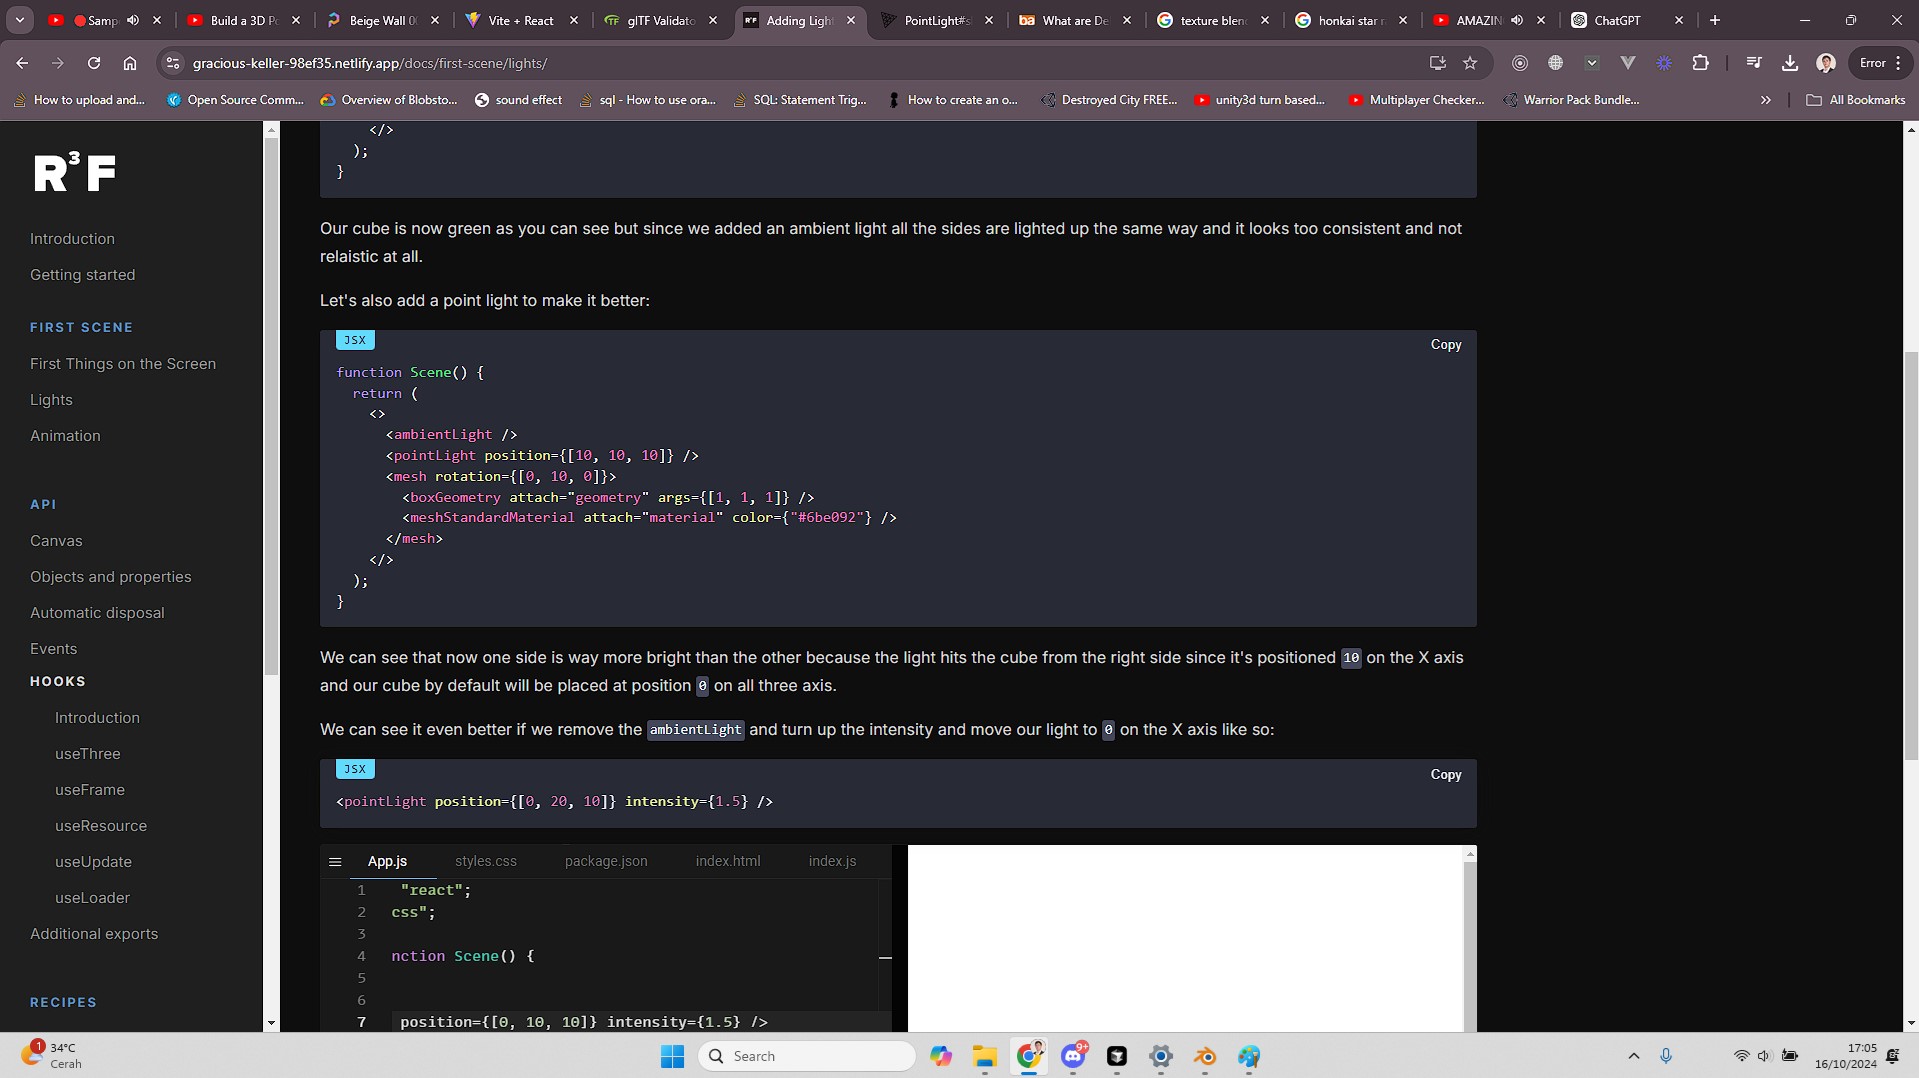 Samp
Build a 3D P
Beige Wall 0
Vite + React
glTF Validato
Adding Light
PointLight#s
What are De
texture blen
honkai star r
AMAZIN
ChatGPT
gracious-keller-98ef35.netlify.app/docs/first-scene/lights/
Error
How to upload and...
Open Source Comm...
Overview of Blobsto...
sound effect
sql - How to use ora...
SQL: Statement Trig...
How to create an o...
Destroyed City FREE...
unity3d turn based...
Multiplayer Checker...
Warrior Pack Bundle...
All Bookmarks
R3F
Introduction
Getting started
FIRST SCENE
First Things on the Screen
Lights
Animation
API
Canvas
Objects and properties
Automatic disposal
Events
HOOKS
Introduction
useThree
useFrame
useResource
useUpdate
useLoader
Additional exports
RECIPES
</>
);
}
Our cube is now green as you can see but since we added an ambient light all the sides are lighted up the same way and it looks too consistent and not
relaistic at all.
Let's also add a point light to make it better:
JSX
Copy
function Scene() {
return (
<>
<ambientLight />
<pointLight position={[10, 10, 10]} />
<mesh rotation={[0, 10, 0]}>
<boxGeometry attach="geometry" args={[1, 1, 1]} />
<meshStandardMaterial attach="material" color={"#6be092"} />
</mesh>
</>
);
}
We can see that now one side is way more bright than the other because the light hits the cube from the right side since it's positioned 10 on the X axis
and our cube by default will be placed at position 0 on all three axis.
We can see it even better if we remove the ambientLight and turn up the intensity and move our light to 0 on the X axis like so:
JSX
Copy
<pointLight position={[0, 20, 10]} intensity={1.5} />
App.js styles.css package.json index.html index.js
1 "react";
2 css";
3
4 nction Scene() {
5
6
7 position={[0, 10, 10]} intensity={1.5} />
1
34°C
Cerah
Search
9+
17:05
16/10/2024